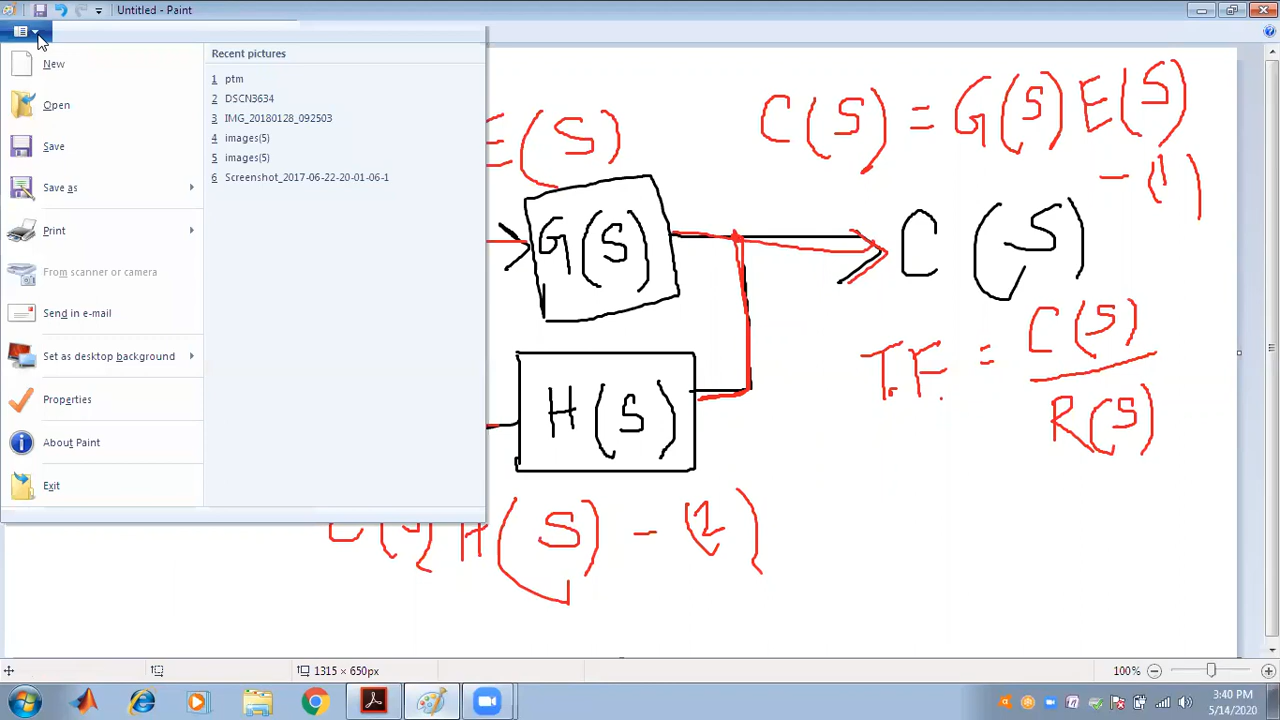 Untitled - Paint
New
Open
Save
Save as
Print
From scanner or camera
Send in e-mail
Set as desktop background
Properties
About Paint
Exit
Recent pictures
1 ptm
2 DSCN3634
3 IMG_20180128_092503
4 images(5)
5 images(5)
6 Screenshot_2017-06-22-20-01-06-1
E(S)
C(S) = G(S) E(S)
- (1)
G(S)
C(S)
T.F. = C(S)
R(S)
H(S)
H(S) - (2)
1315 × 650px
100%
3:40 PM
5/14/2020